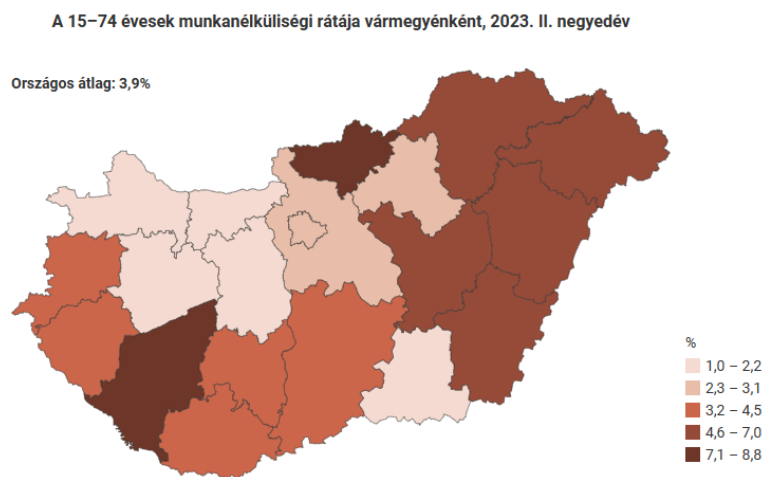 A 15–74 évesek munkanélküliségi rátája vármegyénként, 2023. II. negyedév
Országos átlag: 3,9%
%
1,0 – 2,2
2,3 – 3,1
3,2 – 4,5
4,6 – 7,0
7,1 – 8,8